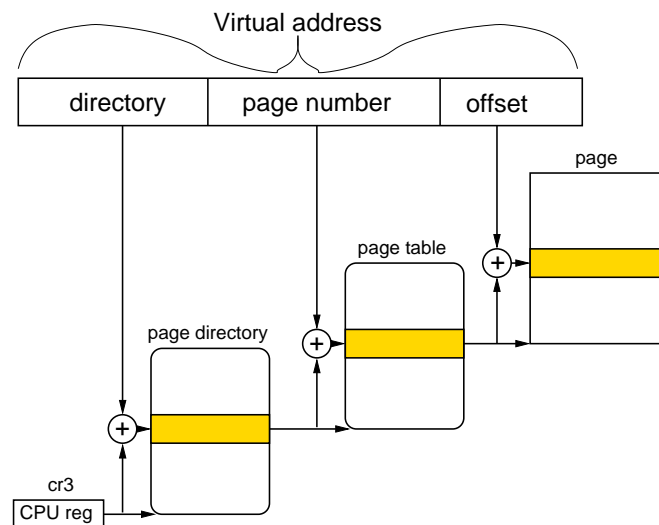 Virtual address
directory
page number
offset
page
page table
+
page directory
+
+
cr3
CPU reg